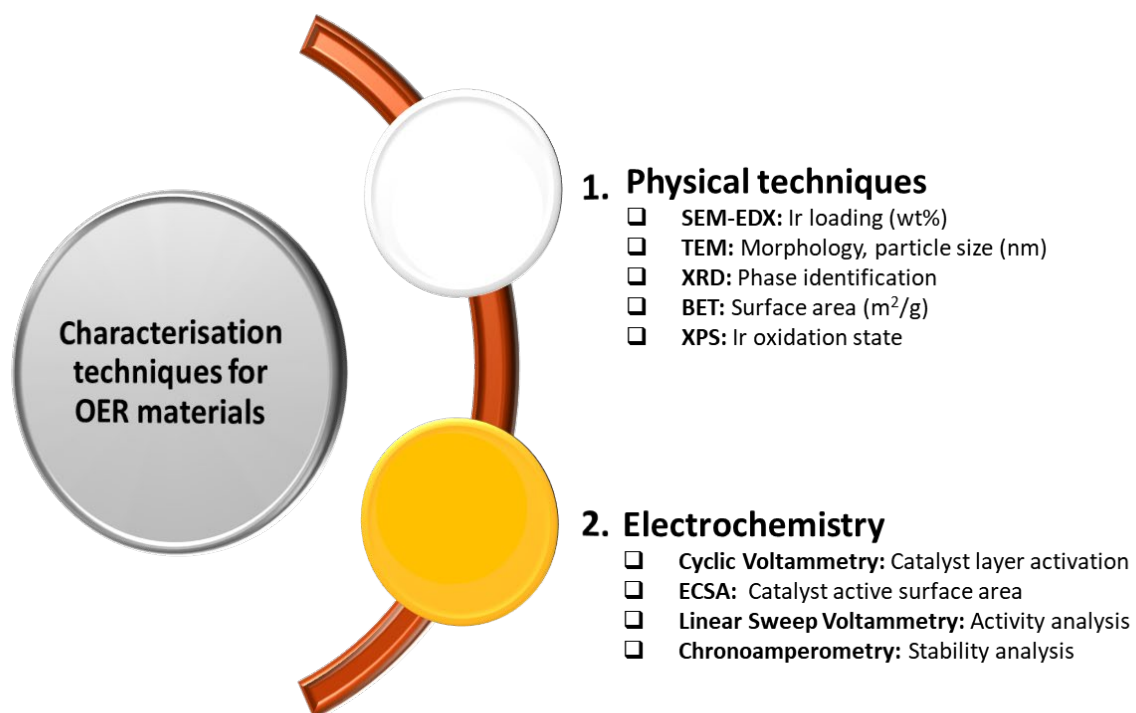 Characterisation
techniques for
OER materials
1. Physical techniques
❑ SEM-EDX: Ir loading (wt%)
❑ TEM: Morphology, particle size (nm)
❑ XRD: Phase identification
❑ BET: Surface area (m²/g)
❑ XPS: Ir oxidation state
2. Electrochemistry
❑ Cyclic Voltammetry: Catalyst layer activation
❑ ECSA: Catalyst active surface area
❑ Linear Sweep Voltammetry: Activity analysis
❑ Chronoamperometry: Stability analysis